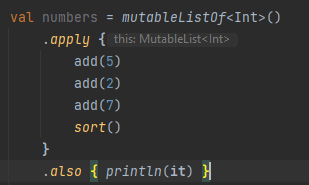 val numbers = mutableListOf<Int>()
.apply { this: MutableList<Int>
add(5)
add(2)
add(7)
sort()
}
.also { println(it) }